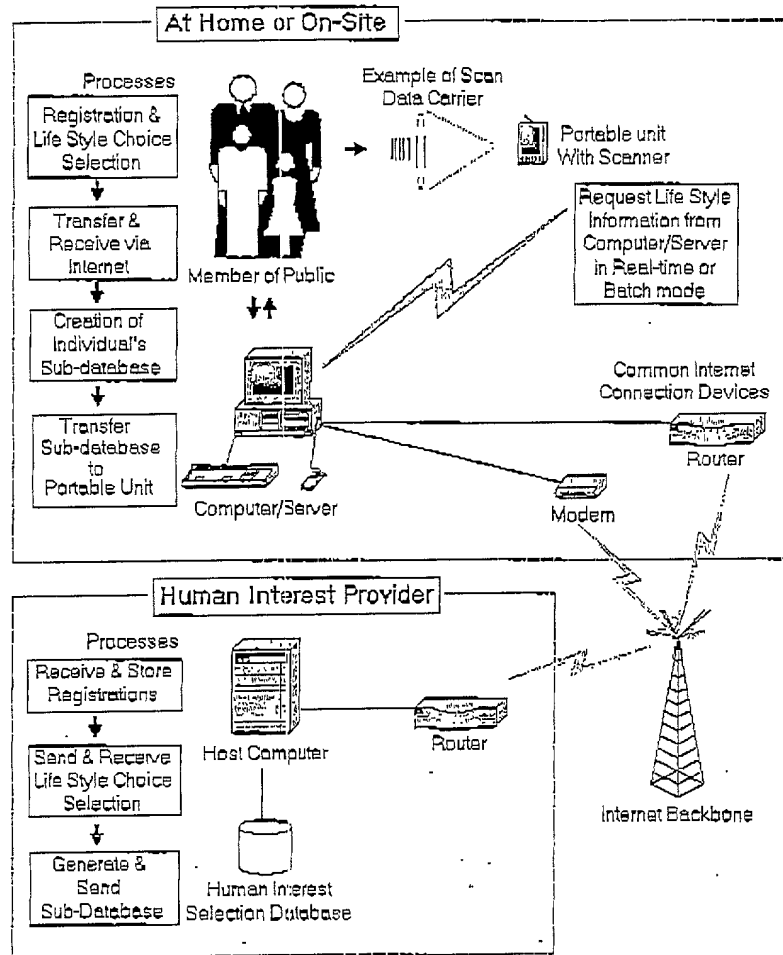 At Home or On-Site
Processes
Registration &
Life Style Choice
Selection
Transfer &
Receive via
Internet
Creation of
Individual's
Sub-database
Transfer
Sub-database
to
Portable Unit
Member of Public
Example of Scan
Data Carrier
Portable unit
With Scanner
Request Life Style
Information from
Computer/Server
in Real-time or
Batch mode
Computer/Server
Common Internet
Connection Devices
Router
Modem
Internet Backbone
Human Interest Provider
Processes
Receive & Store
Registrations
Send & Receive
Life Style Choice
Selection
Generate &
Send
Sub-Database
Host Computer
Router
Human Interest
Selection Database